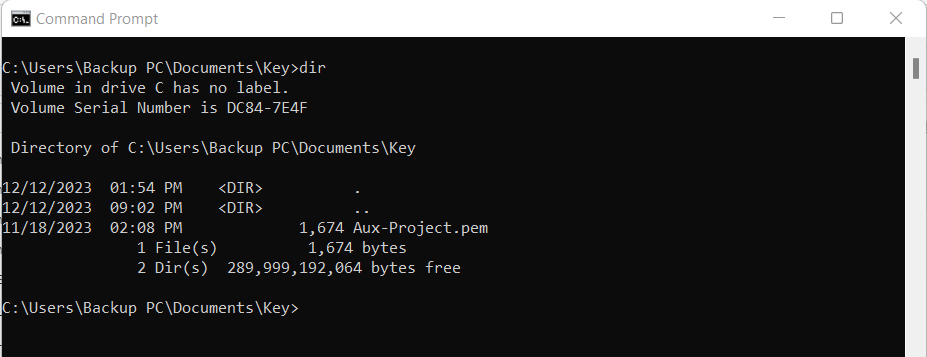 Command Prompt
C:\Users\Backup PC\Documents\Key>dir
 Volume in drive C has no label.
 Volume Serial Number is DC84-7E4F

 Directory of C:\Users\Backup PC\Documents\Key

12/12/2023  01:54 PM    <DIR>          .
12/12/2023  09:02 PM    <DIR>          ..
11/18/2023  02:08 PM             1,674 Aux-Project.pem
               1 File(s)          1,674 bytes
               2 Dir(s)  289,999,192,064 bytes free

C:\Users\Backup PC\Documents\Key>